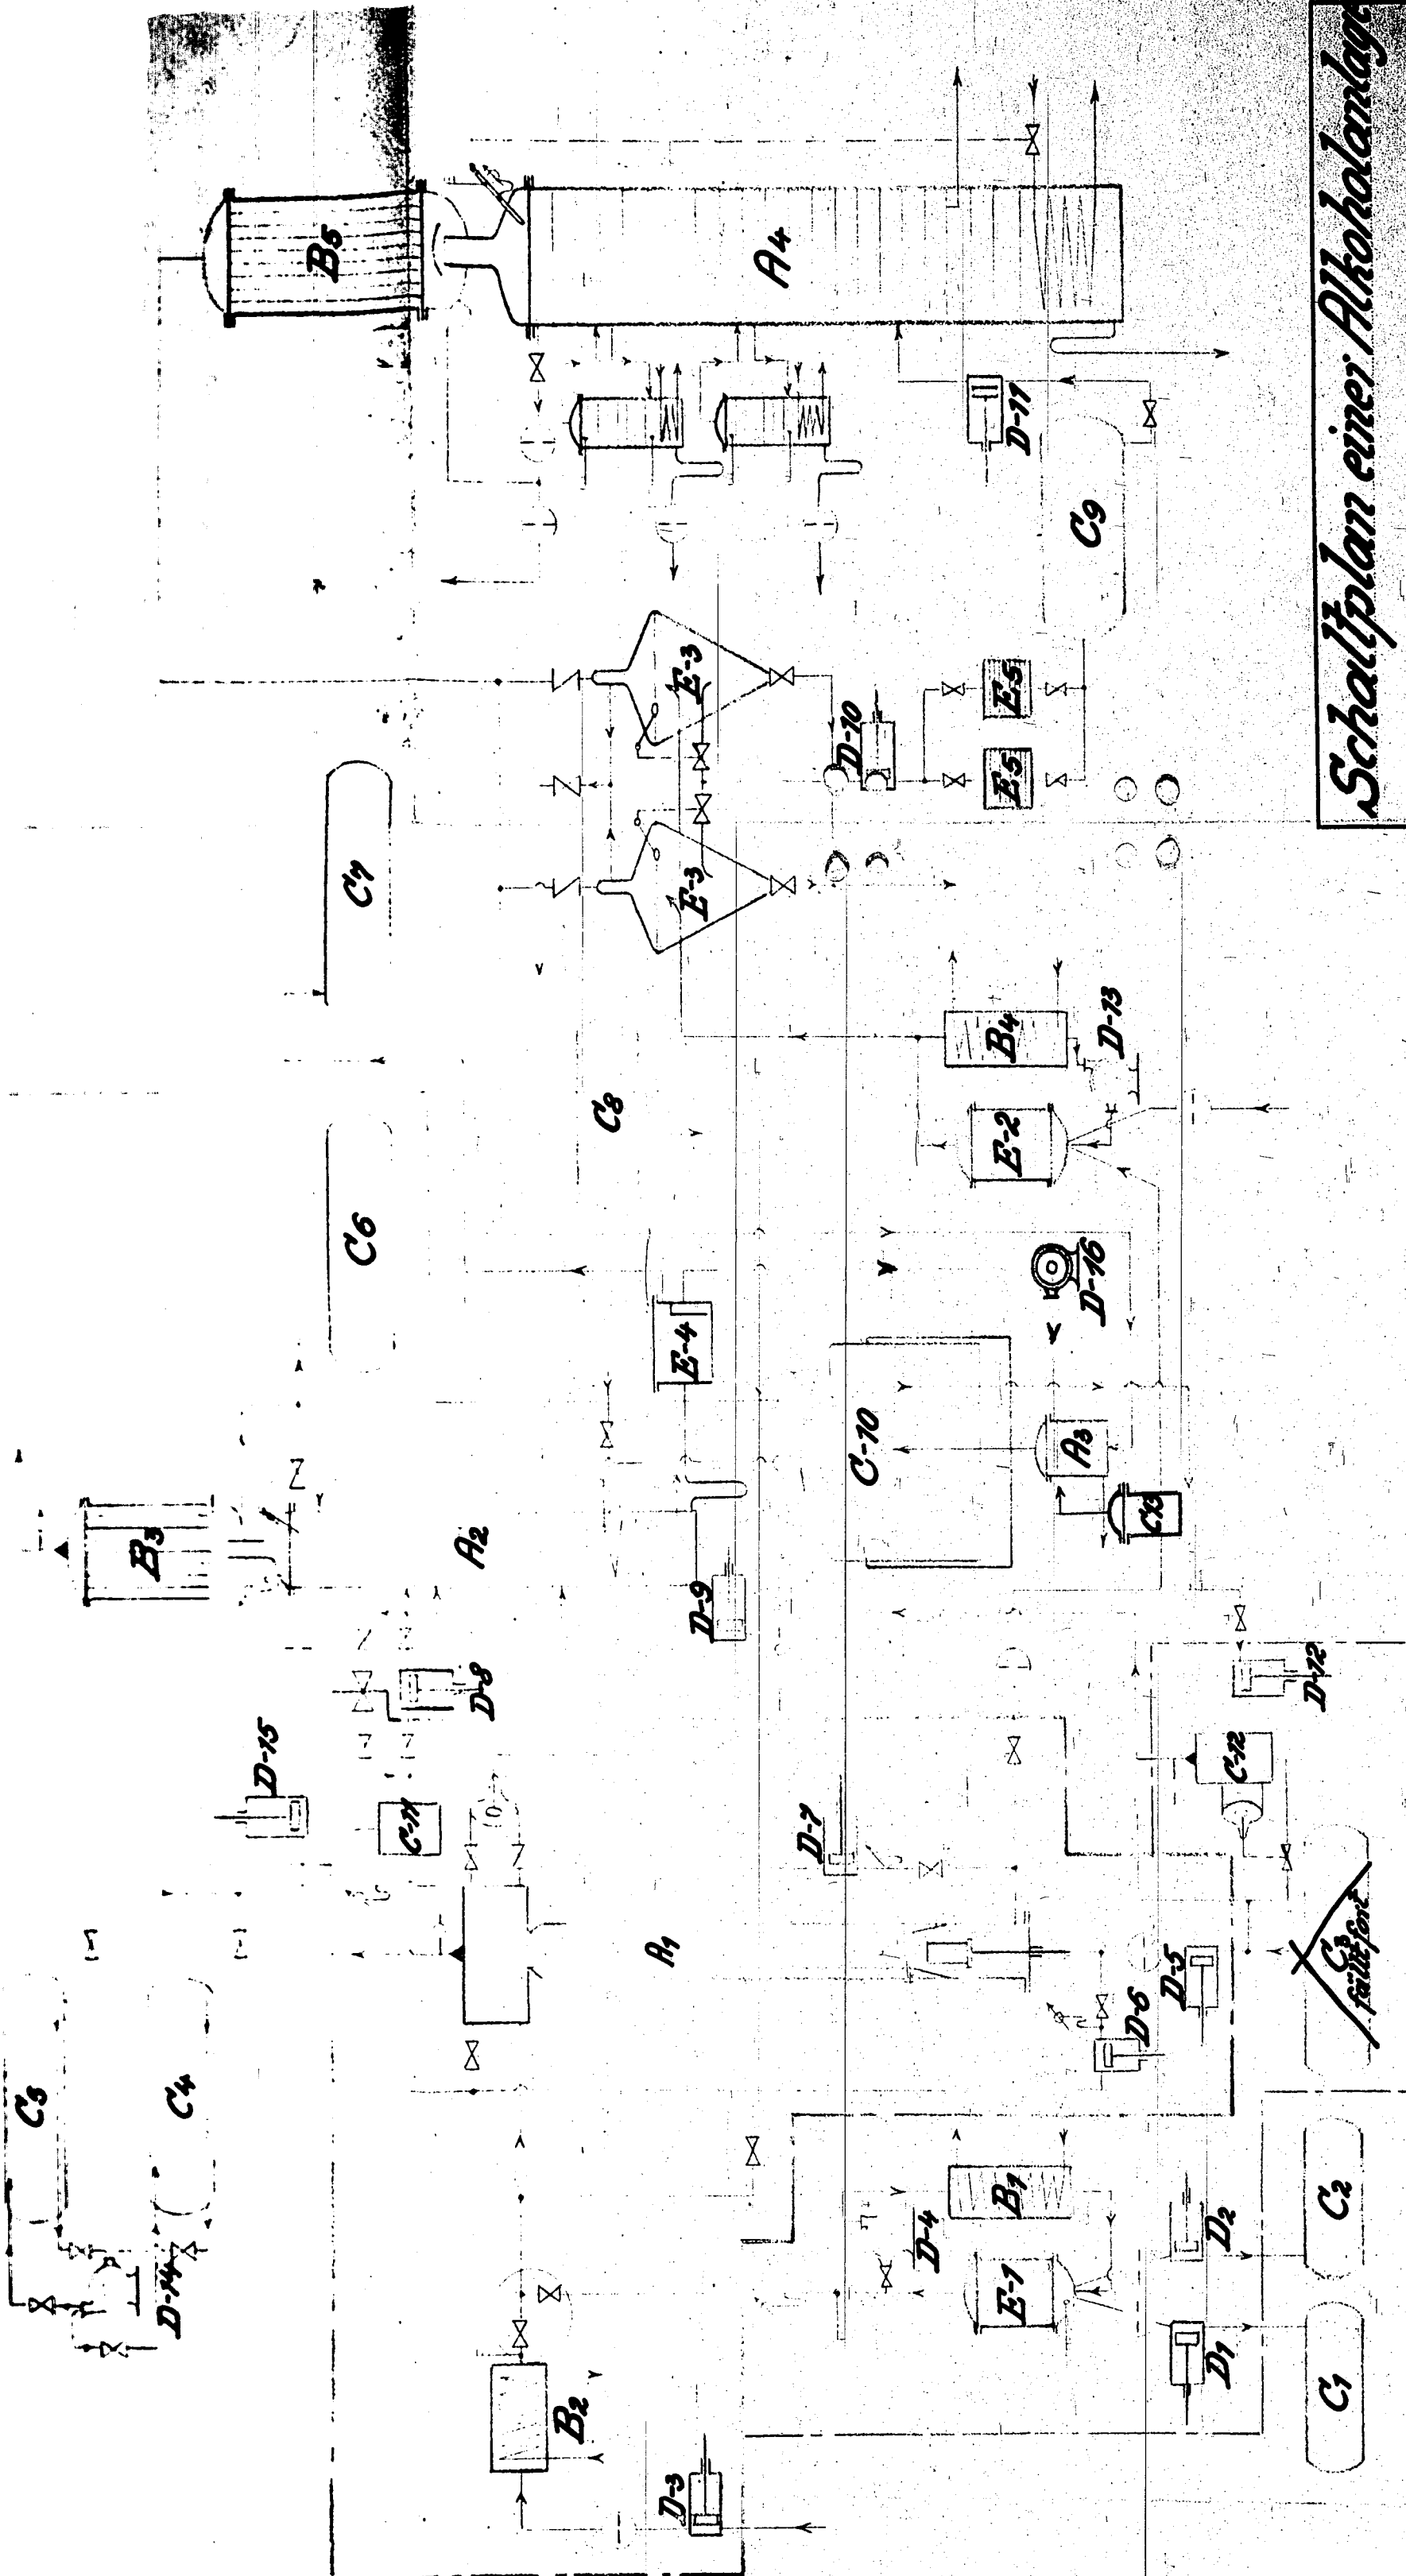 C5
D-14
C4
B3
D-15
B5
C6
C7
C-11
D-8
A2
B2
C8
D-3
A1
D-9
E-4
E-3
E-3
A4
D-7
D-10
C-10
D-4
E-1
B1
E-2
B4
E5
E5
D-11
A3
D-16
D-13
C9
D-6
C13
D-5
D1
D2
C-12
D-12
C1
C2
C3
fällt fort
Schaltplan einer Alkoholanlage